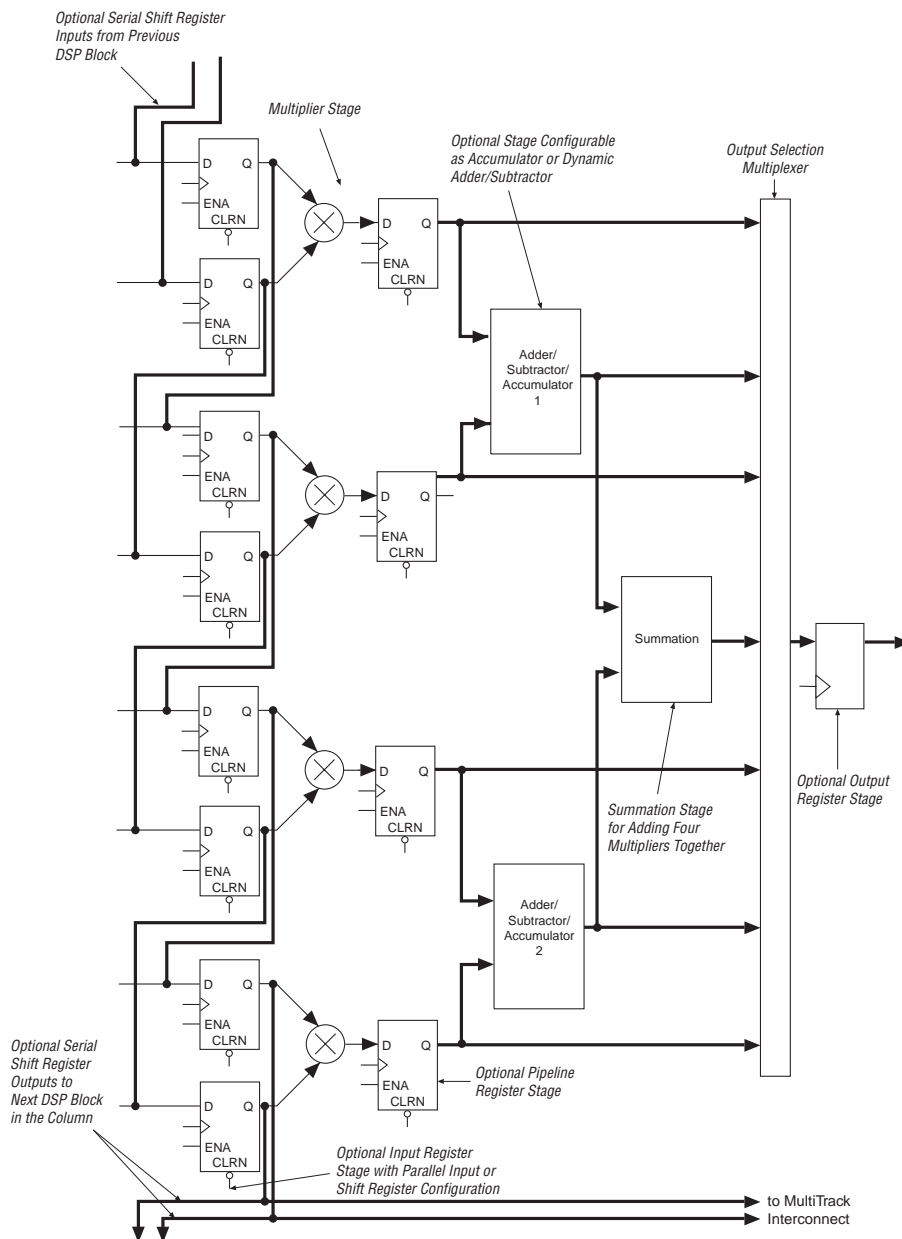 Optional Serial Shift Register
Inputs from Previous
DSP Block
Multiplier Stage
Optional Stage Configurable
as Accumulator or Dynamic
Adder/Subtractor
Output Selection
Multiplexer
D Q
ENA
CLRN
D Q
ENA
CLRN
D Q
ENA
CLRN
Adder/
Subtractor/
Accumulator
1
D Q
ENA
CLRN
D Q
ENA
CLRN
D Q
ENA
CLRN
Summation
D Q
ENA
CLRN
D Q
ENA
CLRN
D Q
ENA
CLRN
Summation Stage
for Adding Four
Multipliers Together
Optional Output
Register Stage
Adder/
Subtractor/
Accumulator
2
D Q
ENA
CLRN
D Q
ENA
CLRN
D Q
ENA
CLRN
Optional Serial
Shift Register
Outputs to
Next DSP Block
in the Column
Optional Pipeline
Register Stage
Optional Input Register
Stage with Parallel Input or
Shift Register Configuration
to MultiTrack
Interconnect